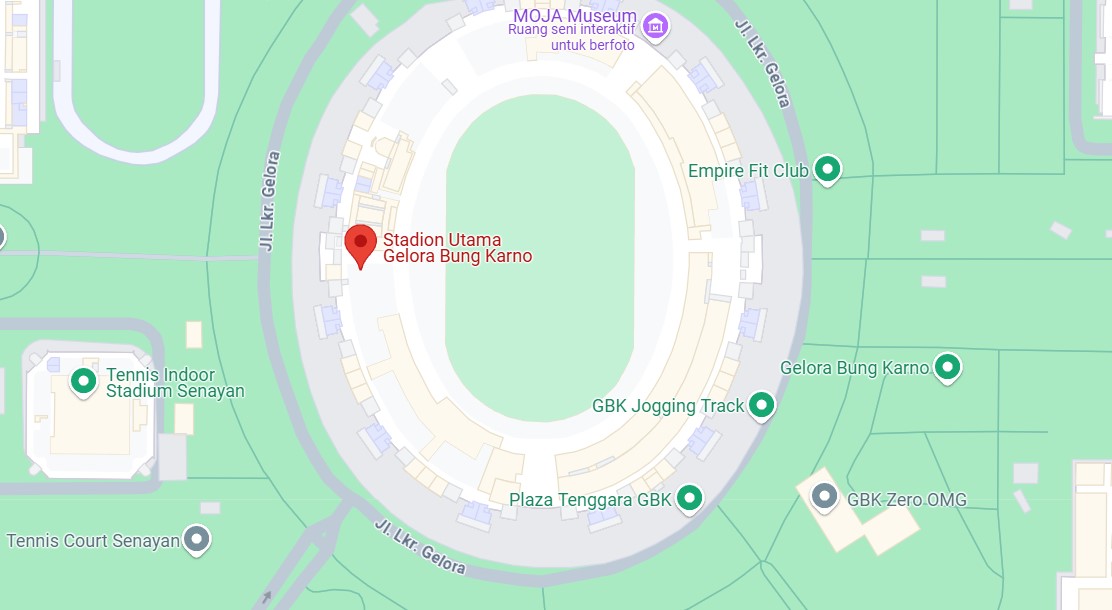 MOJA Museum
Ruang seni interaktif
untuk berfoto
Jl. Lkr. Gelora
Jl. Lkr. Gelora
Empire Fit Club
Stadion Utama
Gelora Bung Karno
Tennis Indoor
Stadium Senayan
Gelora Bung Karno
GBK Jogging Track
Plaza Tenggara GBK
GBK Zero OMG
Tennis Court Senayan
Jl. Lkr. Gelora